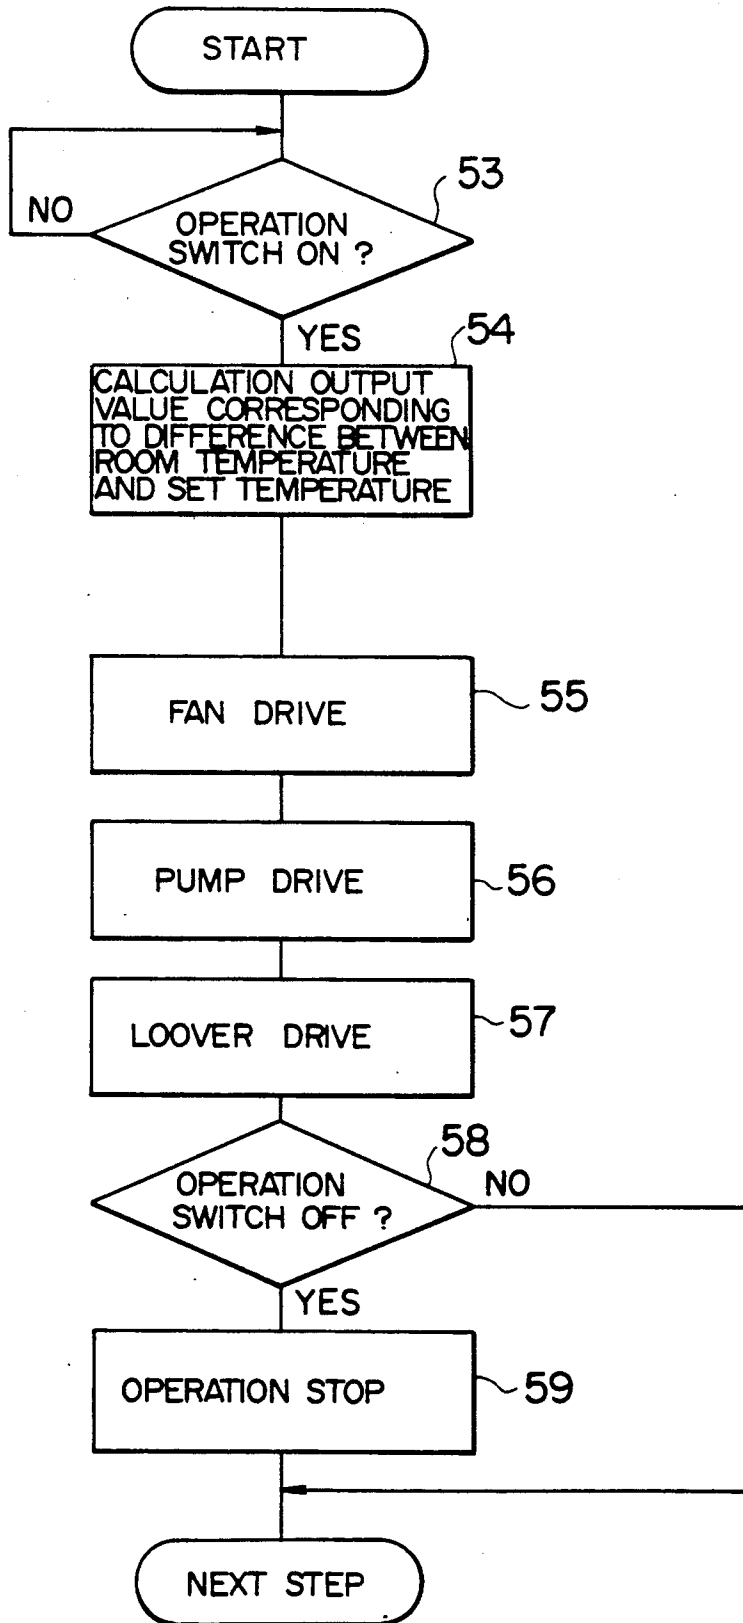 START
53
NO
OPERATION
SWITCH ON ?
YES
54
CALCULATION OUTPUT
VALUE CORRESPONDING
TO DIFFERENCE BETWEEN
ROOM TEMPERATURE
AND SET TEMPERATURE
FAN DRIVE
55
PUMP DRIVE
56
LOOVER DRIVE
57
58
OPERATION
SWITCH OFF ?
NO
YES
OPERATION STOP
59
NEXT STEP